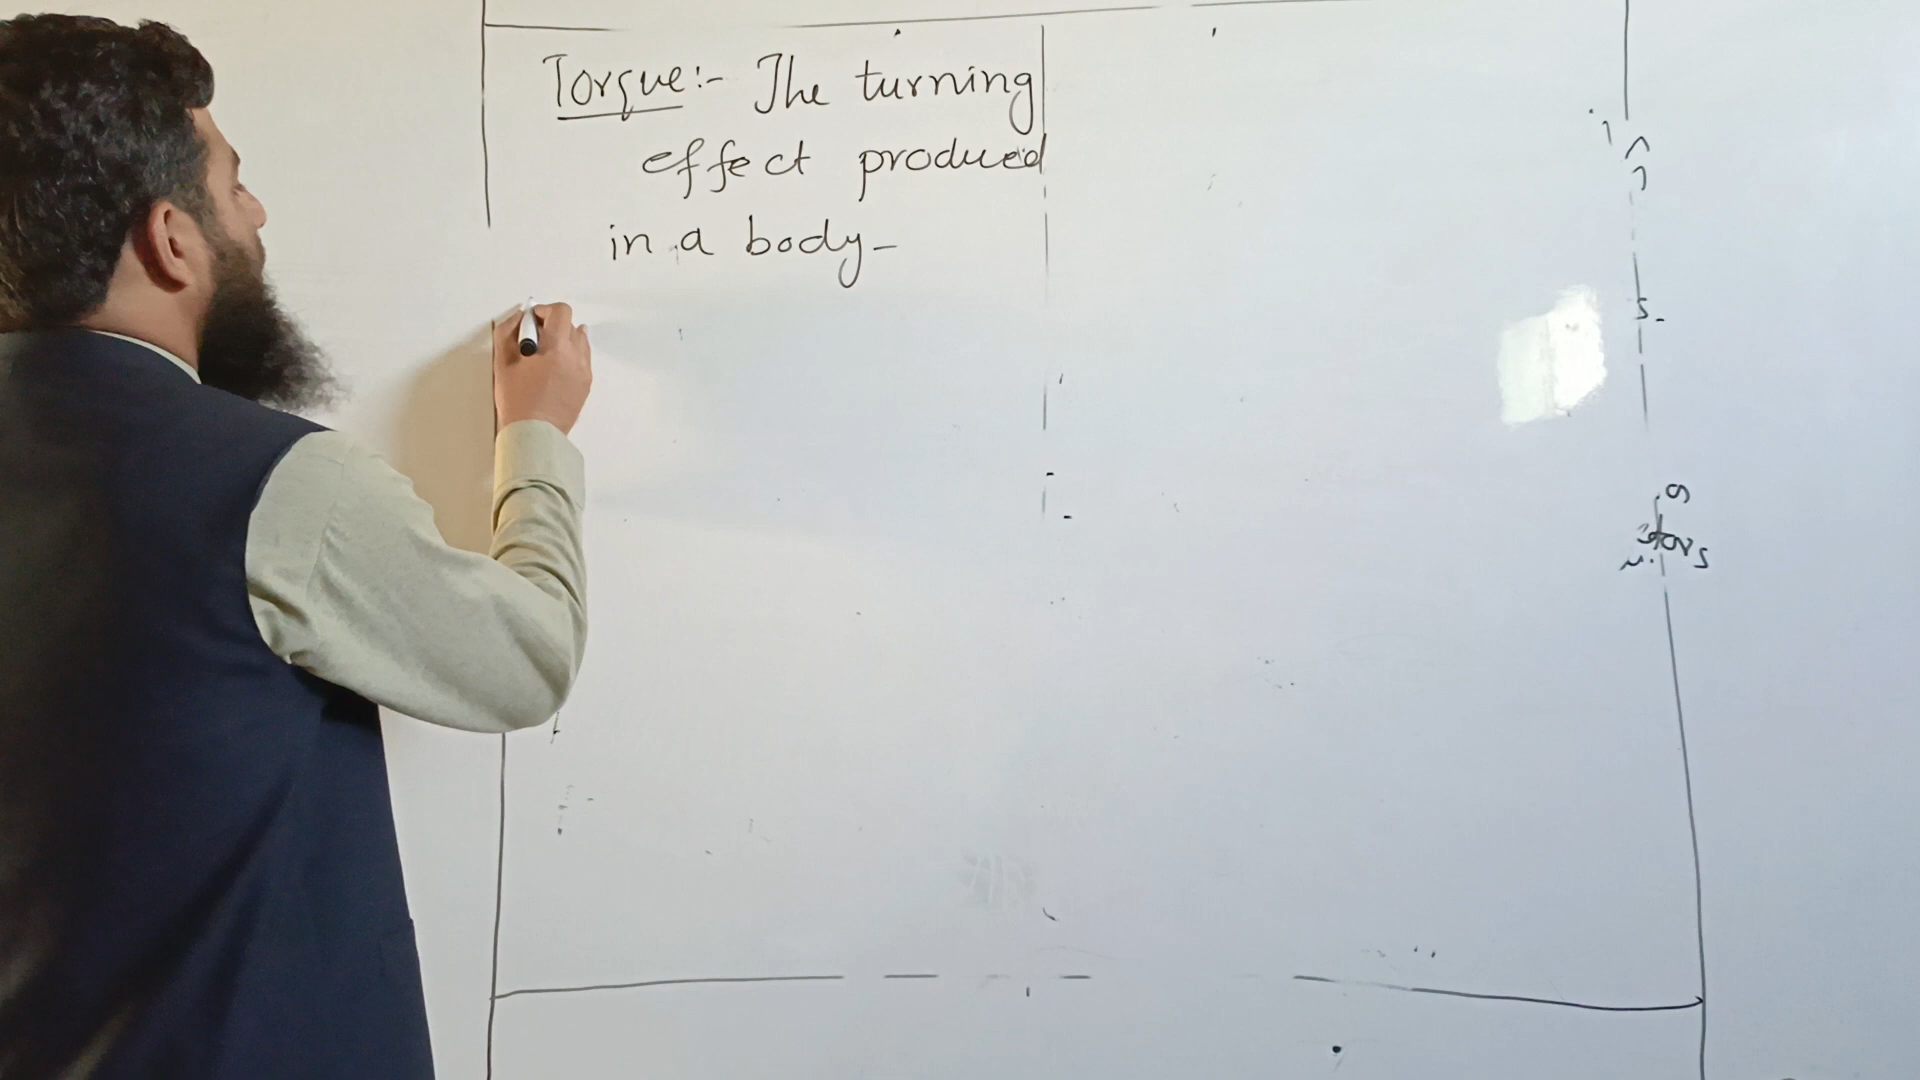 Torque:- The turning
effect produced
in a body-